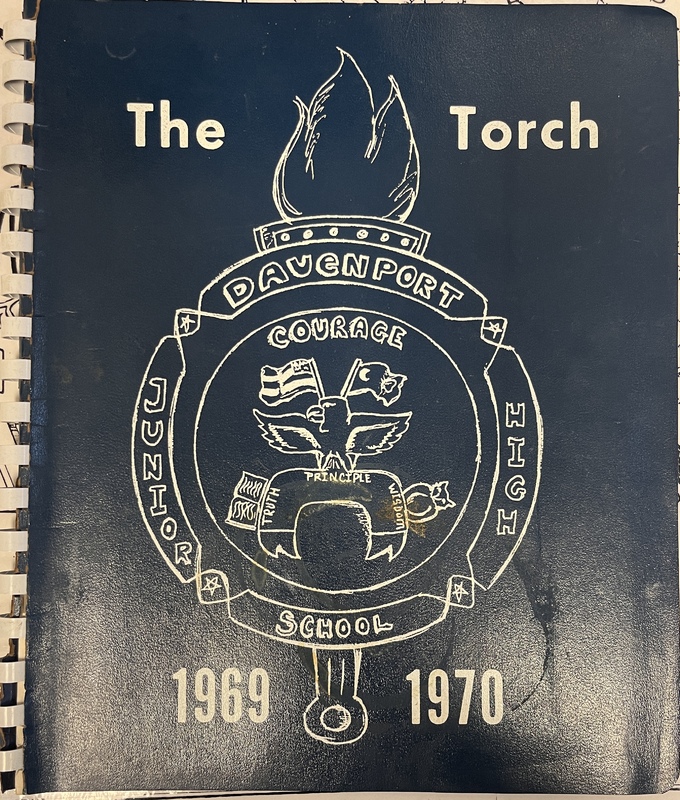 The Torch
DAVENPORT
COURAGE
JUNIOR
HIGH
PRINCIPLE
TRUTH
WISDOM
SCHOOL
1969 1970